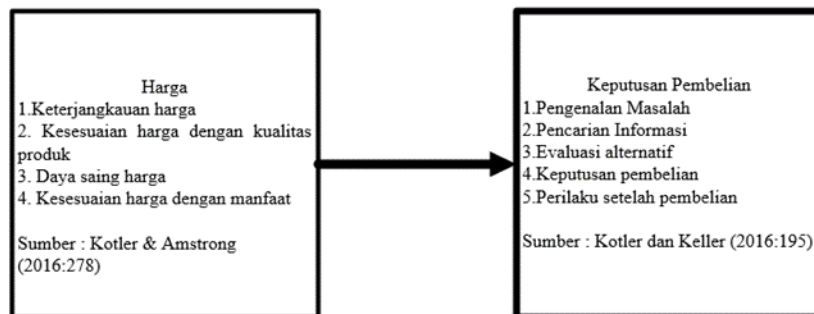 Harga
1.Keterjangkauan harga
2. Kesesuaian harga dengan kualitas
produk
3. Daya saing harga
4. Kesesuaian harga dengan manfaat
Sumber : Kotler & Amstrong
(2016:278)
Keputusan Pembelian
1.Pengenalan Masalah
2.Pencarian Informasi
3.Evaluasi alternatif
4.Keputusan pembelian
5.Perilaku setelah pembelian
Sumber : Kotler dan Keller (2016:195)